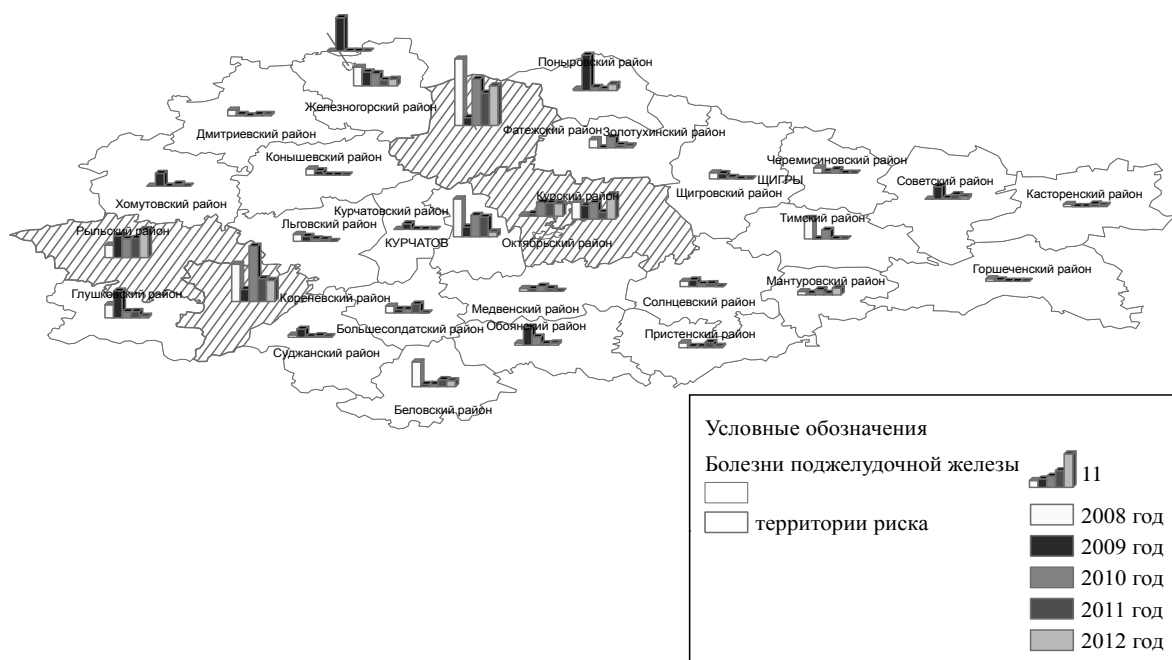 Поныровский район
Железногорский район
Фатежский район
Золотухинский район
Дмитриевский район
Конышевский район
Черемисиновский район
ЩИГРЫ
Щигровский район
Советский район
Касторенский район
Хомутовский район
Курский район
Курчатовский район
Льговский район
КУРЧАТОВ
Октябрьский район
Тимский район
Рыльский район
Горшеченский район
Мантуровский район
Глушковский район
Кореневский район
Солнцевский район
Медвенский район
Большесолдатский район
Обоянский район
Пристенский район
Суджанский район
Беловский район
Условные обозначения
Болезни поджелудочной железы
территории риска
11
2008 год
2009 год
2010 год
2011 год
2012 год